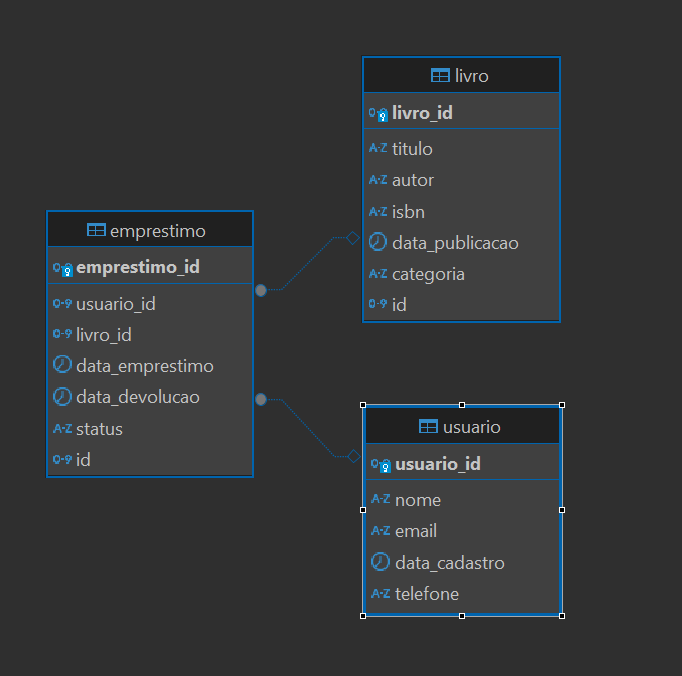 livro
livro_id
titulo
autor
isbn
data_publicacao
categoria
id
emprestimo
emprestimo_id
usuario_id
livro_id
data_emprestimo
data_devolucao
status
id
usuario
usuario_id
nome
email
data_cadastro
telefone